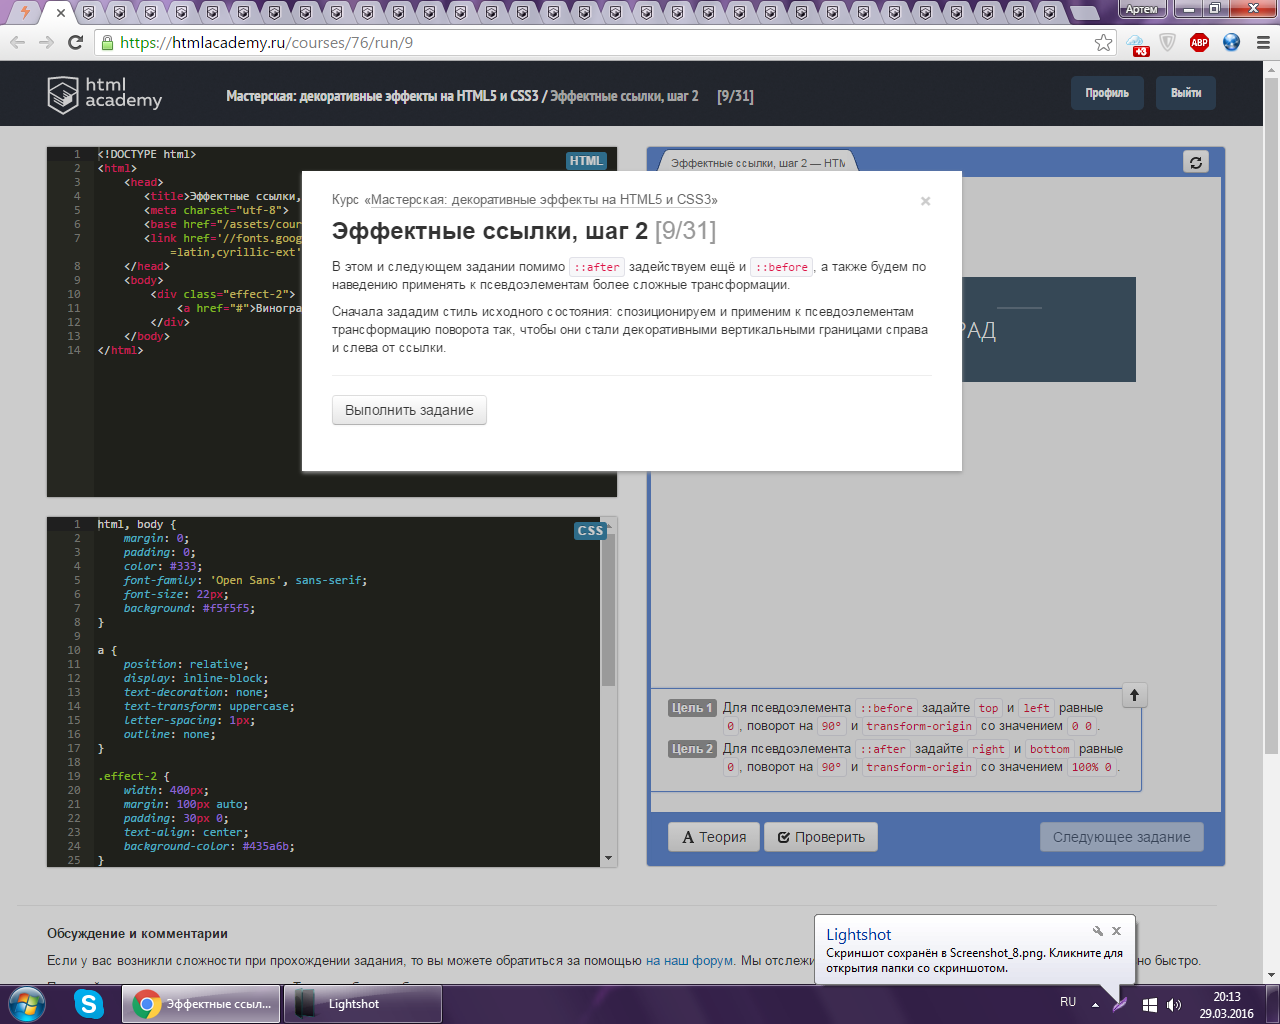 Артем
https://htmlacademy.ru/courses/76/run/9
+3
ABP
html
academy
Мастерская: декоративные эффекты на HTML5 и CSS3 / Эффектные ссылки, шаг 2 [9/31]
Профиль
Выйти
1 <!DOCTYPE html>
HTML
2 <html>
3 <head>
4 <title>Эффектные ссылки,
5 <meta charset="utf-8">
6 <base href="/assets/cour
7 <link href='//fonts.goog
=latin,cyrillic-ext'
8 </head>
9 <body>
10 <div class="effect-2">
11 <a href="#">Виногра
12 </div>
13 </body>
14 </html>
Эффектные ссылки, шаг 2 — HTM
РАД
Курс «Мастерская: декоративные эффекты на HTML5 и CSS3»
×
Эффектные ссылки, шаг 2 [9/31]
В этом и следующем задании помимо ::after задействуем ещё и ::before, а также будем по
наведению применять к псевдоэлементам более сложные трансформации.
Сначала зададим стиль исходного состояния: спозиционируем и применим к псевдоэлементам
трансформацию поворота так, чтобы они стали декоративными вертикальными границами справа
и слева от ссылки.
Выполнить задание
1 html, body {
CSS
2 margin: 0;
3 padding: 0;
4 color: #333;
5 font-family: 'Open Sans', sans-serif;
6 font-size: 22px;
7 background: #f5f5f5;
8 }
9
10 a {
11 position: relative;
12 display: inline-block;
13 text-decoration: none;
14 text-transform: uppercase;
15 letter-spacing: 1px;
16 outline: none;
17 }
18
19 .effect-2 {
20 width: 400px;
21 margin: 100px auto;
22 padding: 30px 0;
23 text-align: center;
24 background-color: #435a6b;
25 }
Цель 1 Для псевдоэлемента ::before задайте top и left равные
0, поворот на 90° и transform-origin со значением 0 0.
Цель 2 Для псевдоэлемента ::after задайте right и bottom равные
0, поворот на 90° и transform-origin со значением 100% 0.
Теория
Проверить
Следующее задание
Обсуждение и комментарии
Если у вас возникли сложности при прохождении задания, то вы можете обратиться за помощью на наш форум. Мы отслежи
но быстро.
Lightshot
Скриншот сохранён в Screenshot_8.png. Кликните для
открытия папки со скриншотом.
Эффектные ссыл...
Lightshot
RU
20:13
29.03.2016